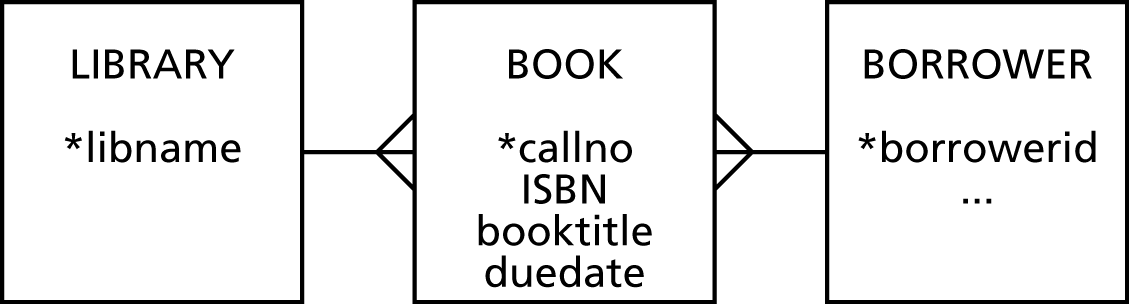 LIBRARY
*libname
BOOK
*callno
ISBN
booktitle
duedate
BORROWER
*borrowerid
...